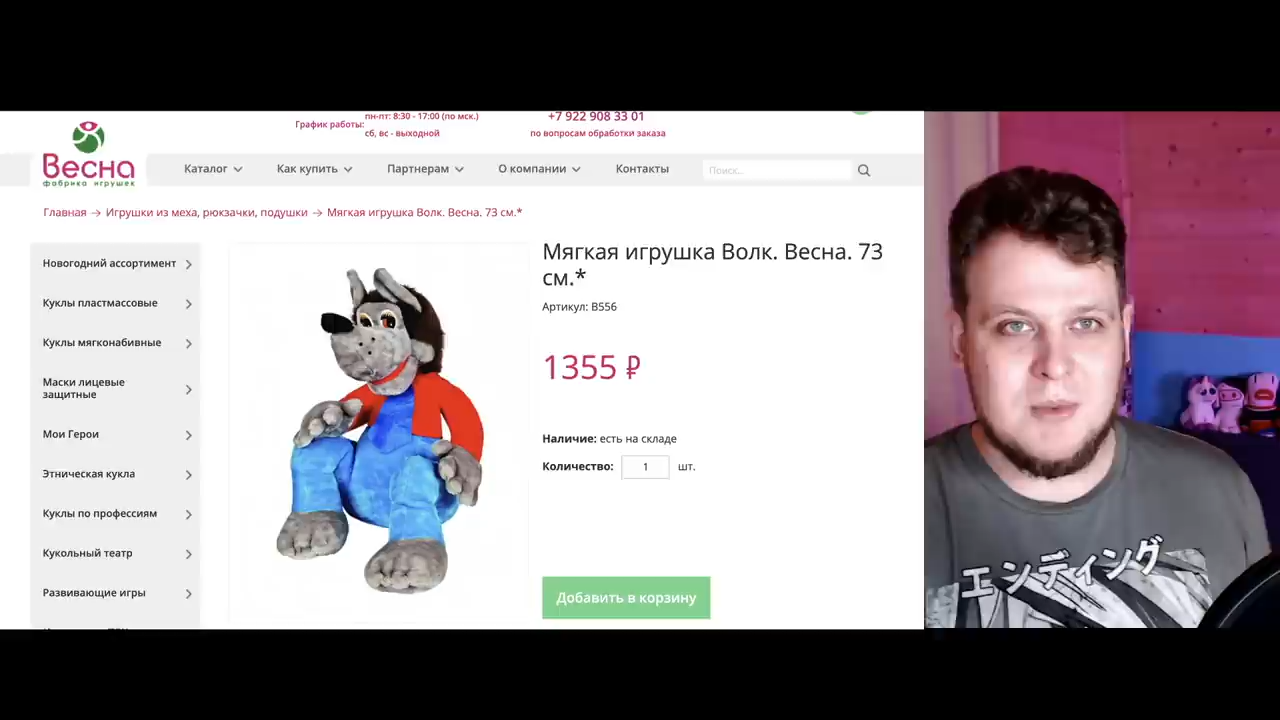 График работы:
пн-пт: 8:30 - 17:00 (по мск.)
сб, вс - выходной
+7 922 908 33 01
по вопросам обработки заказа
Весна
фабрика игрушек
Каталог
Как купить
Партнерам
О компании
Контакты
Поиск...
Главная → Игрушки из меха, рюкзачки, подушки → Мягкая игрушка Волк. Весна. 73 см.*
Новогодний ассортимент
Куклы пластмассовые
Куклы мягконабивные
Маски лицевые
защитные
Мои Герои
Этническая кукла
Куклы по профессиям
Кукольный театр
Развивающие игры
Мягкая игрушка Волк. Весна. 73
см.*
Артикул: В556
1355 ₽
Наличие: есть на складе
Количество: 1 шт.
Добавить в корзину
エンディング